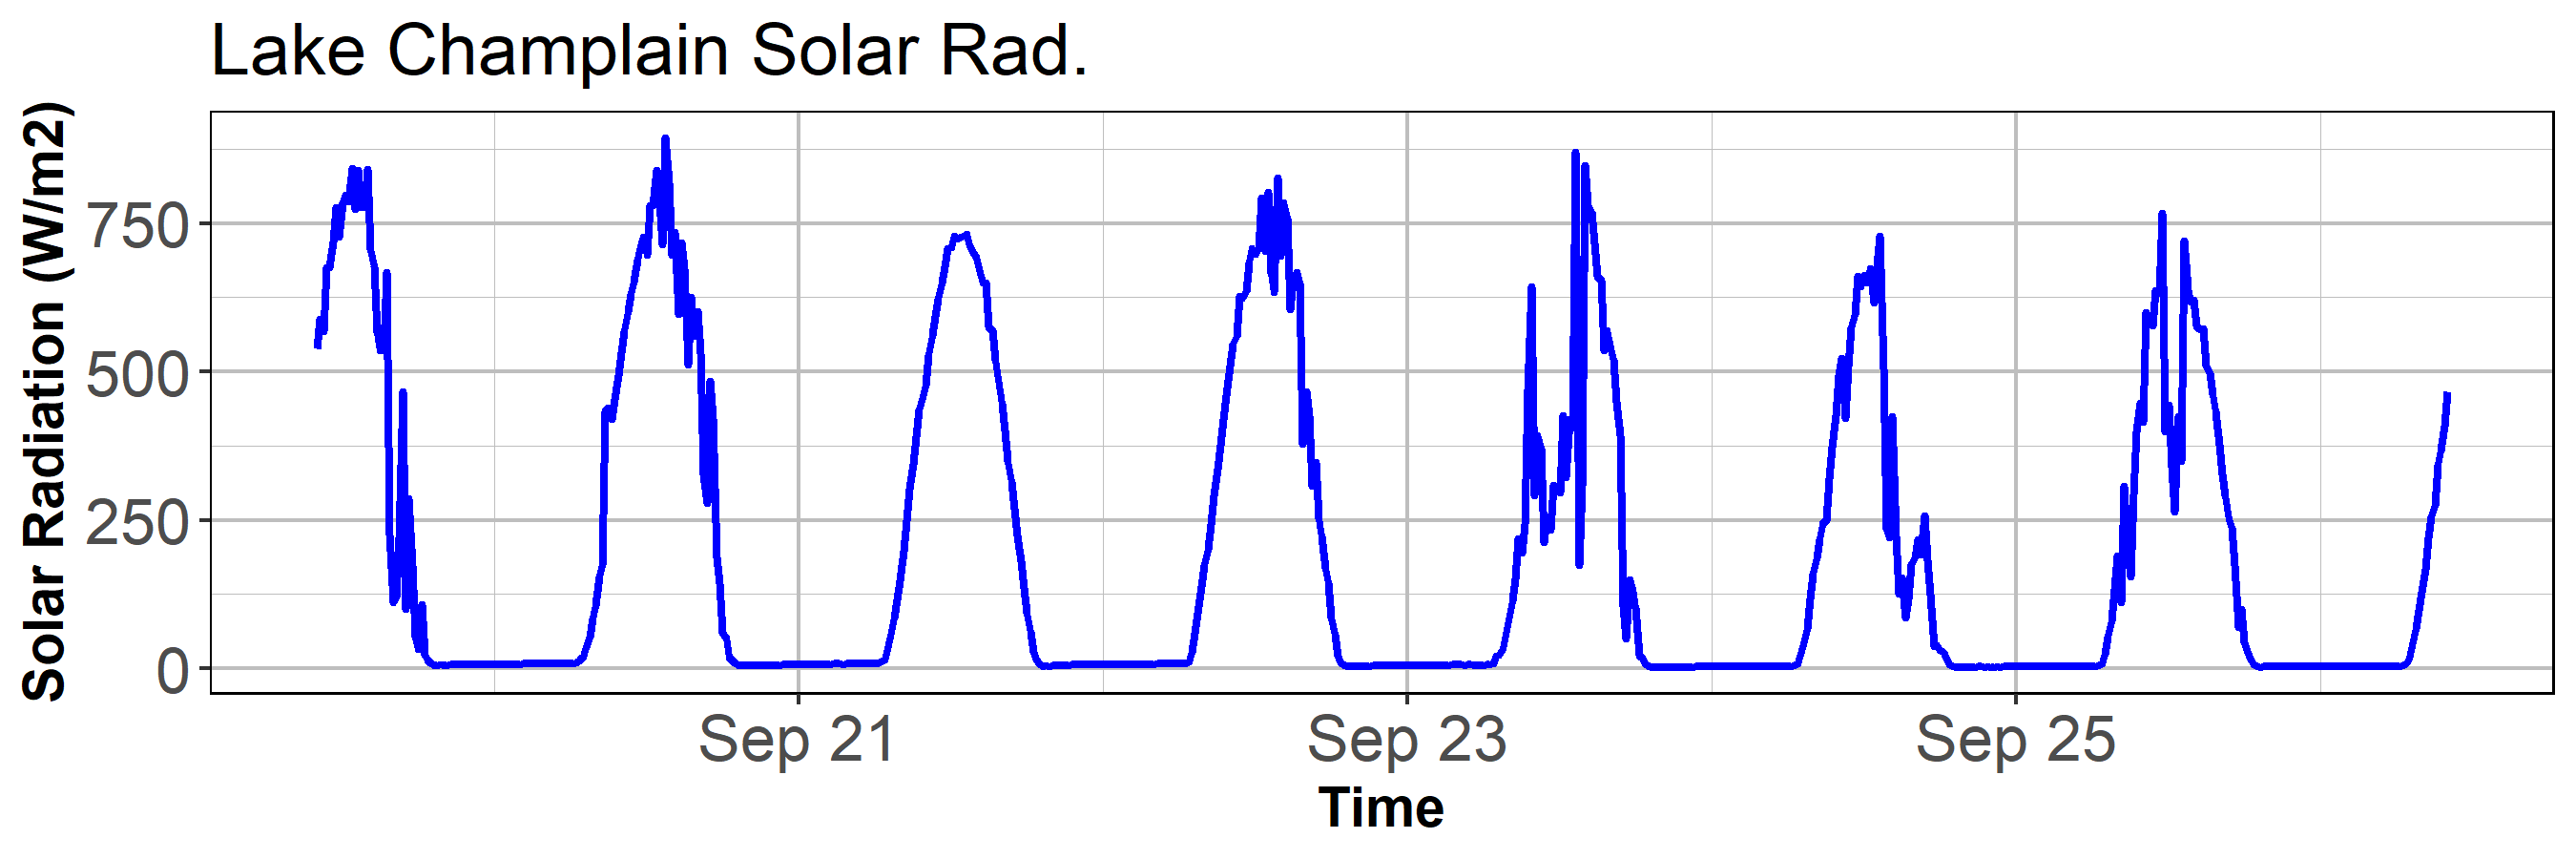 Lake Champlain Solar Rad.
Solar Radiation (W/m2)
750
500
250
0
Sep 21 Sep 23 Sep 25
Time